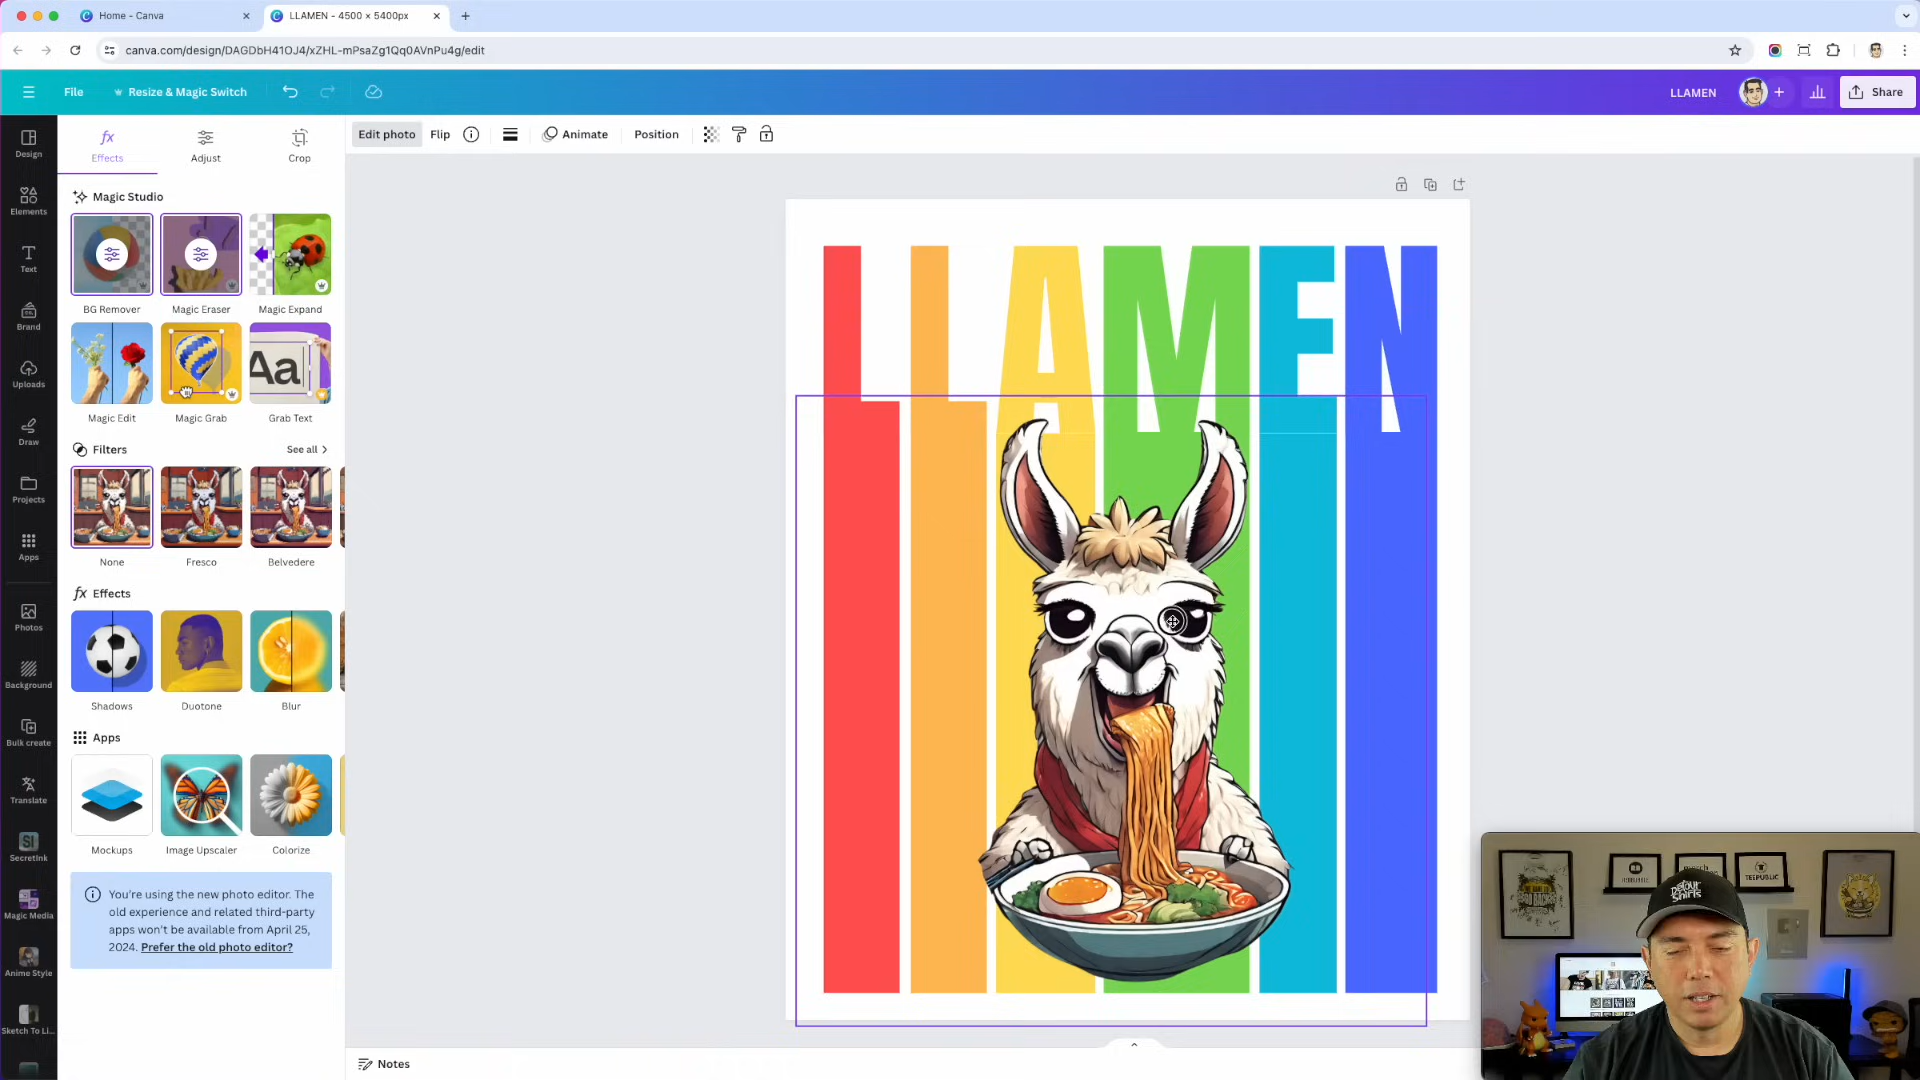 Home - Canva
LLAMEN - 4500 × 5400px
canva.com/design/DAGDbH41OJ4/xZHL-mPsaZg1Qq0AVnPu4g/edit
File
Resize & Magic Switch
LLAMEN
Share
Design
Elements
Text
Brand
Uploads
Draw
Projects
Apps
Photos
Background
Bulk create
Translate
SecretInk
Magic Media
Anime Style
Sketch To Li...
Effects
Adjust
Crop
Edit photo
Flip
Animate
Position
Magic Studio
BG Remover
Magic Eraser
Magic Expand
Aa
Magic Edit
Magic Grab
Grab Text
Filters
See all
None
Fresco
Belvedere
fx Effects
Shadows
Duotone
Blur
Apps
Mockups
Image Upscaler
Colorize
You're using the new photo editor. The
old experience and related third-party
apps won't be available from April 25,
2024. Prefer the old photo editor?
LLAMEN
Notes
TEEPUBLIC
DETOUR
SHIRTS